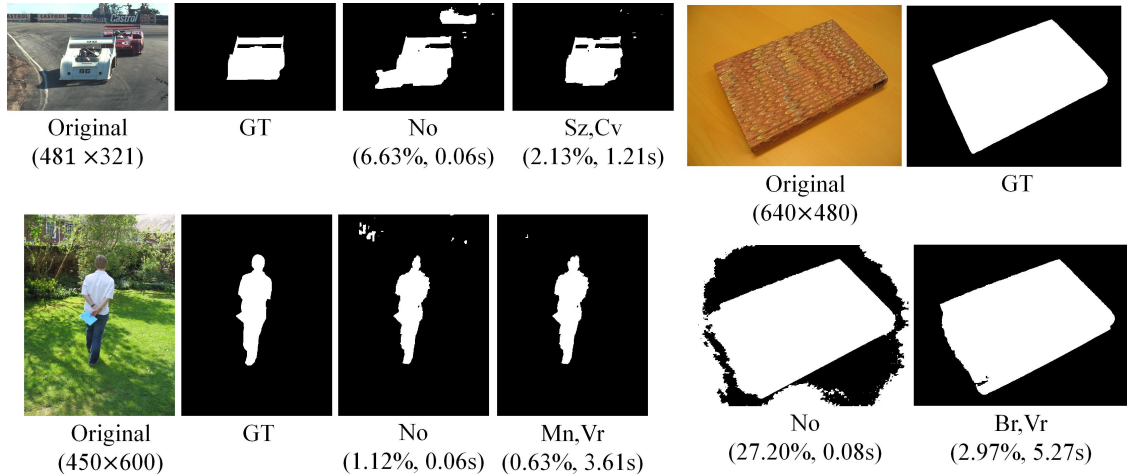 Castrol
96
Original
(481 ×321)
GT
No
(6.63%, 0.06s)
Sz,Cv
(2.13%, 1.21s)
Original
(640×480)
GT
Original
(450×600)
GT
No
(1.12%, 0.06s)
Mn,Vr
(0.63%, 3.61s)
No
(27.20%, 0.08s)
Br,Vr
(2.97%, 5.27s)